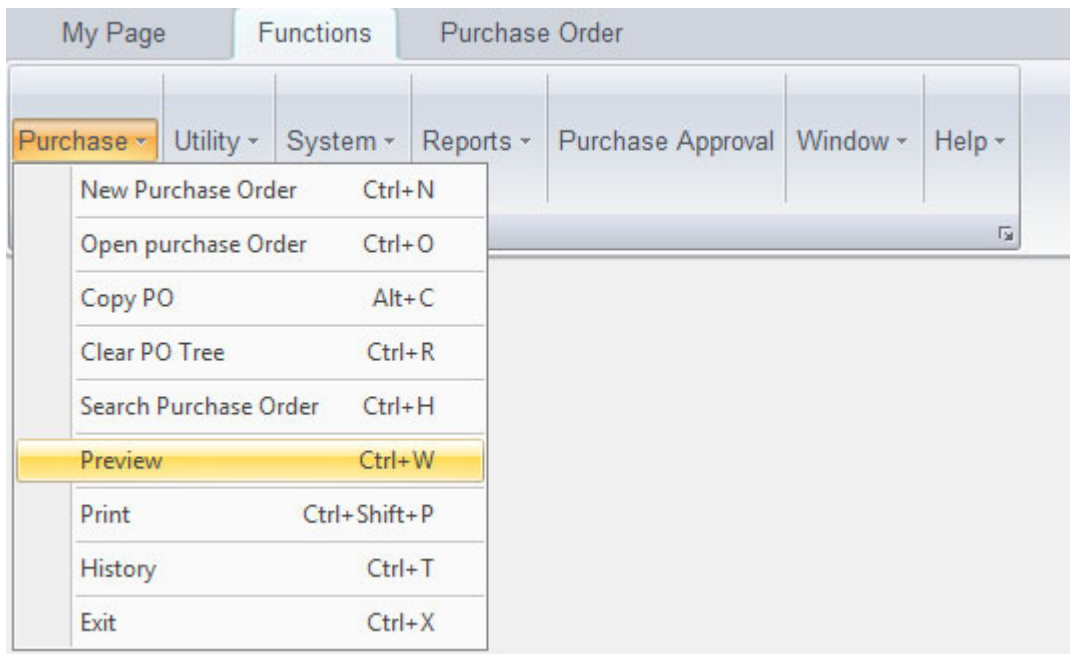 My Page Functions Purchase Order
Purchase Utility System Reports Purchase Approval Window Help
New Purchase Order Ctrl+N
Open purchase Order Ctrl+O
Copy PO Alt+C
Clear PO Tree Ctrl+R
Search Purchase Order Ctrl+H
Preview Ctrl+W
Print Ctrl+Shift+P
History Ctrl+T
Exit Ctrl+X